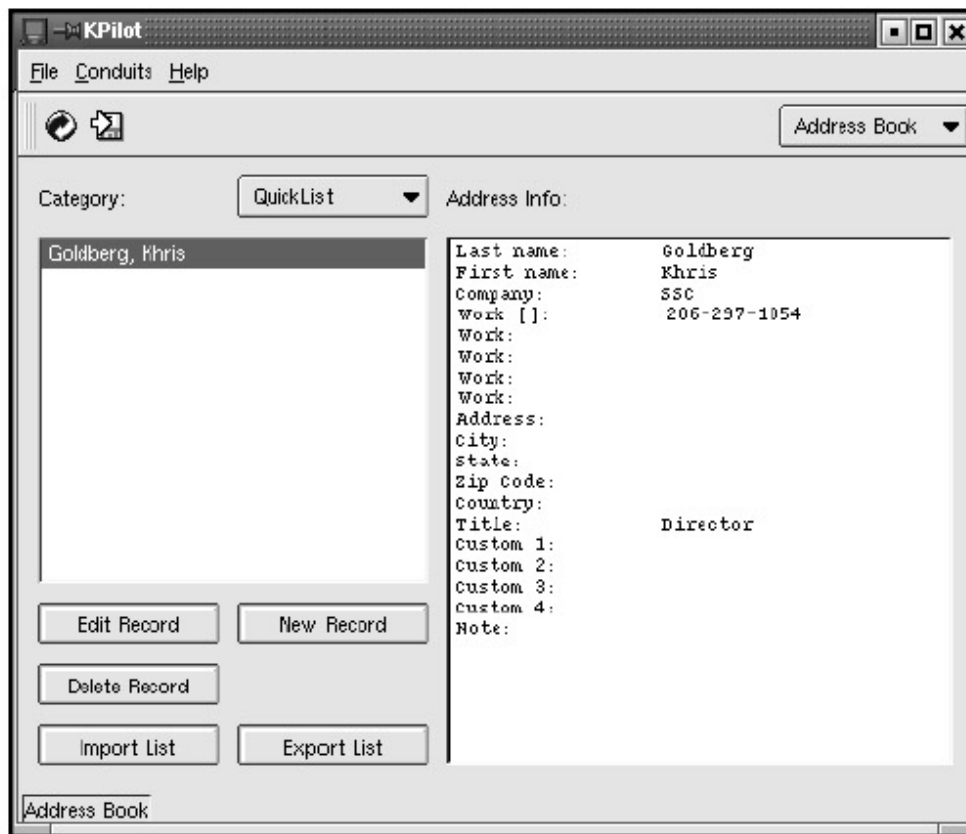 KPilot
File Conduits Help
Address Book
Category: QuickList
Address Info:
Goldberg, Khris
Last name: Goldberg
First name: Khris
Company: SSC
Work []: 206-297-1054
Work:
Work:
Work:
Work:
Address:
City:
State:
Zip Code:
Country:
Title: Director
Custom 1:
Custom 2:
Custom 3:
Custom 4:
Note:
Edit Record New Record
Delete Record
Import List Export List
Address Book